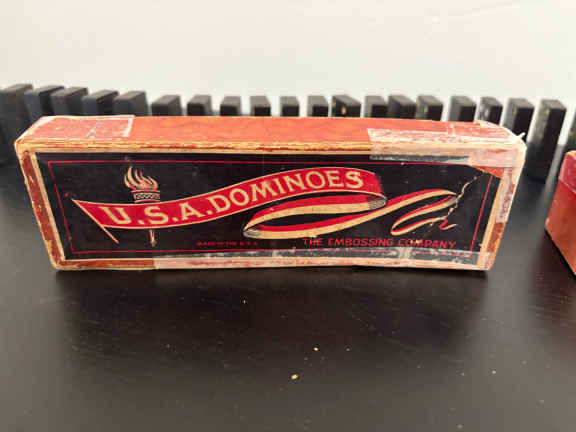 U.S.A. DOMINOES
MADE IN THE U.S.A.
THE EMBOSSING COMPANY